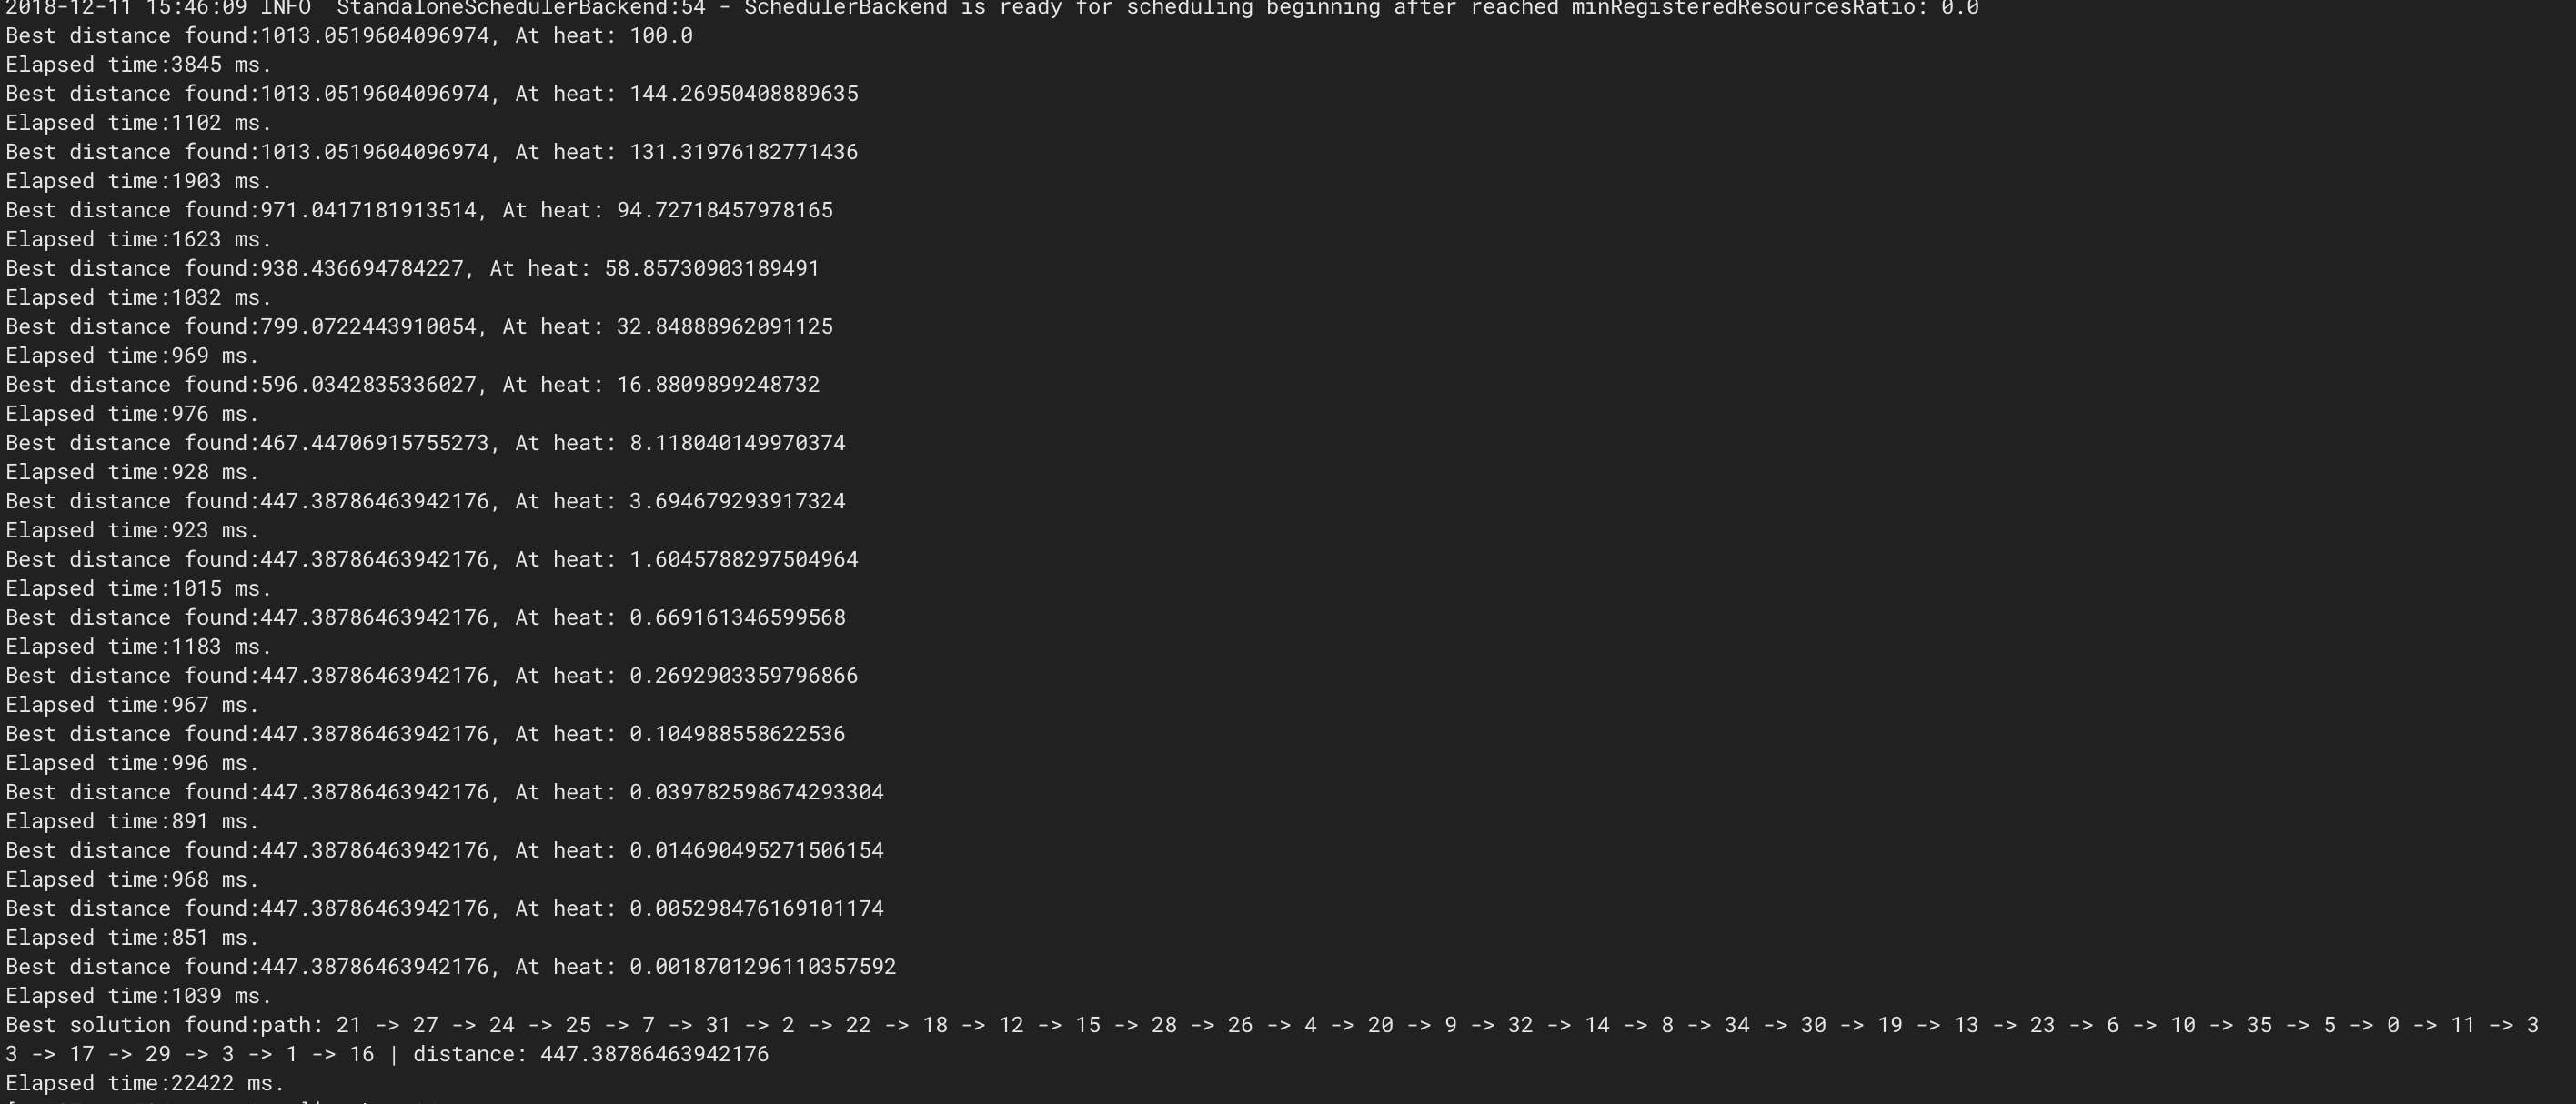 2018-12-11 15:46:09 INFO  StandaloneSchedulerBackend:54 - SchedulerBackend is ready for scheduling beginning after reached minRegisteredResourcesRatio: 0.0
Best distance found:1013.0519604096974, At heat: 100.0
Elapsed time:3845 ms.
Best distance found:1013.0519604096974, At heat: 144.26950408889635
Elapsed time:1102 ms.
Best distance found:1013.0519604096974, At heat: 131.31976182771436
Elapsed time:1903 ms.
Best distance found:971.0417181913514, At heat: 94.72718457978165
Elapsed time:1623 ms.
Best distance found:938.436694784227, At heat: 58.85730903189491
Elapsed time:1032 ms.
Best distance found:799.0722443910054, At heat: 32.84888962091125
Elapsed time:969 ms.
Best distance found:596.0342835336027, At heat: 16.8809899248732
Elapsed time:976 ms.
Best distance found:467.44706915755273, At heat: 8.118040149970374
Elapsed time:928 ms.
Best distance found:447.38786463942176, At heat: 3.694679293917324
Elapsed time:923 ms.
Best distance found:447.38786463942176, At heat: 1.6045788297504964
Elapsed time:1015 ms.
Best distance found:447.38786463942176, At heat: 0.669161346599568
Elapsed time:1183 ms.
Best distance found:447.38786463942176, At heat: 0.26929033597​96866
Elapsed time:967 ms.
Best distance found:447.38786463942176, At heat: 0.104988558622536
Elapsed time:996 ms.
Best distance found:447.38786463942176, At heat: 0.039782598674293304
Elapsed time:891 ms.
Best distance found:447.38786463942176, At heat: 0.014690495271506154
Elapsed time:968 ms.
Best distance found:447.38786463942176, At heat: 0.005298476169101174
Elapsed time:851 ms.
Best distance found:447.38786463942176, At heat: 0.0018701296110357592
Elapsed time:1039 ms.
Best solution found:path: 21 -> 27 -> 24 -> 25 -> 7 -> 31 -> 2 -> 22 -> 18 -> 12 -> 15 -> 28 -> 26 -> 4 -> 20 -> 9 -> 32 -> 14 -> 8 -> 34 -> 30 -> 19 -> 13 -> 23 -> 6 -> 10 -> 35 -> 5 -> 0 -> 11 -> 3
3 -> 17 -> 29 -> 3 -> 1 -> 16 | distance: 447.38786463942176
Elapsed time:22422 ms.